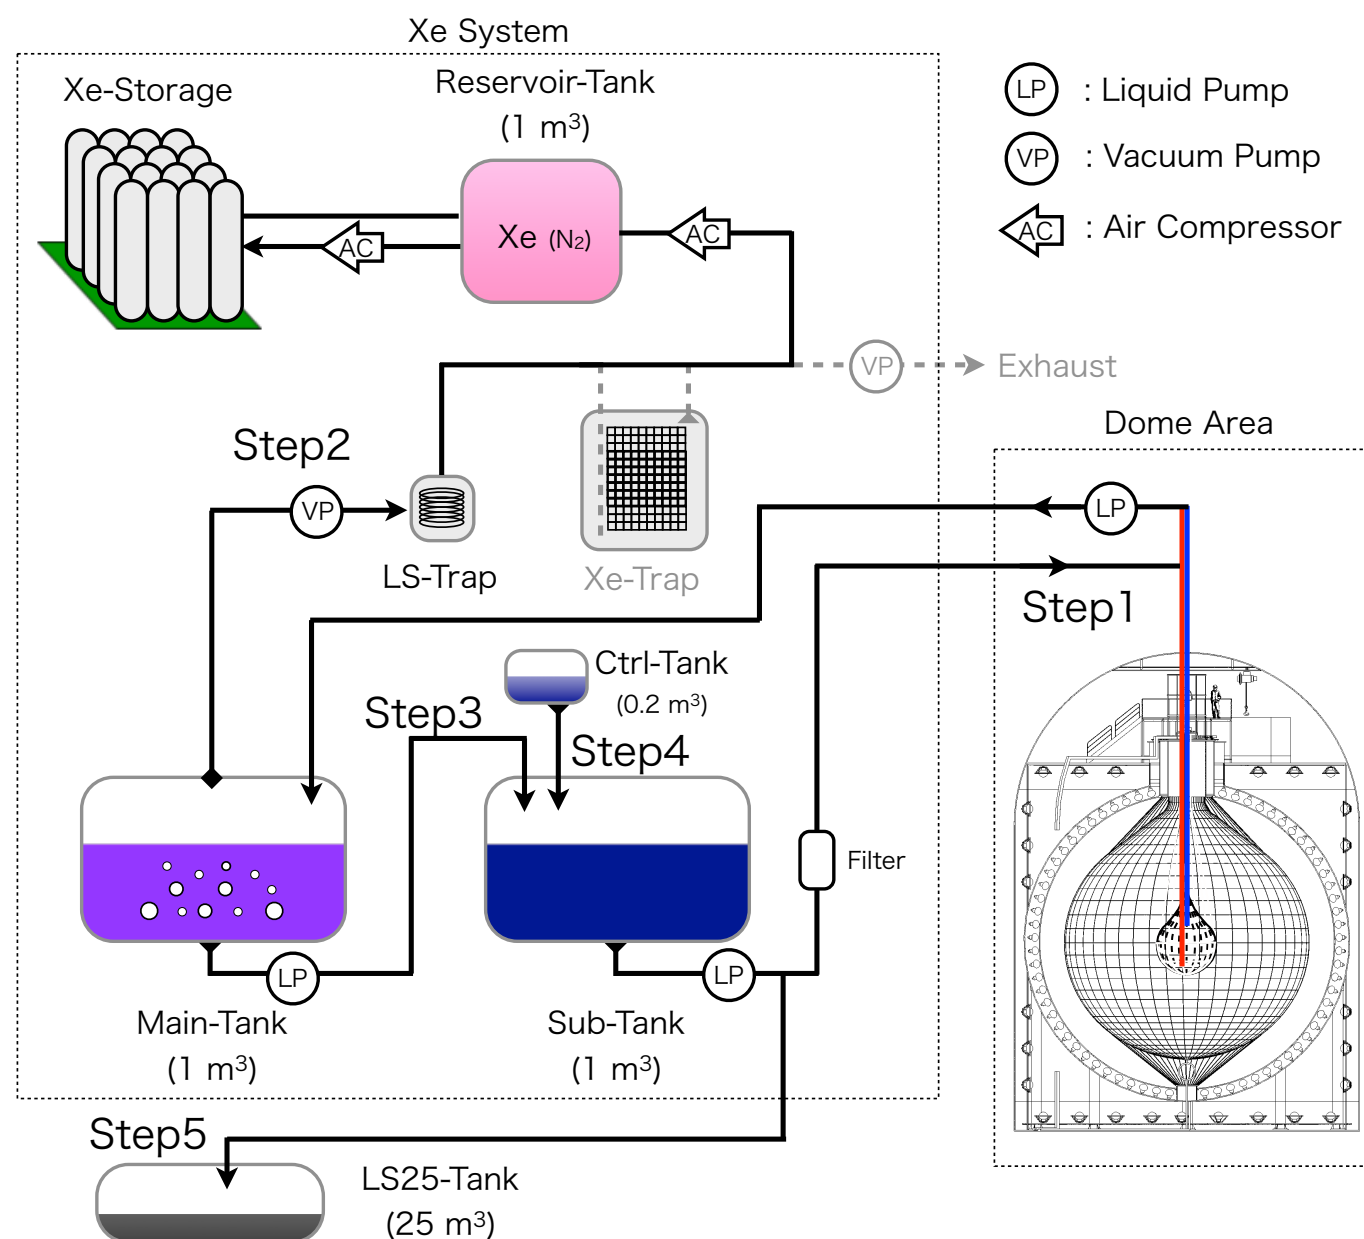 Xe System
Xe-Storage
Reservoir-Tank
(1 m³)
LP : Liquid Pump
VP : Vacuum Pump
AC : Air Compressor
AC
Xe (N₂)
AC
VP
Exhaust
Dome Area
Step2
VP
LS-Trap
Xe-Trap
LP
Step1
Ctrl-Tank
(0.2 m³)
Step3
Step4
Filter
LP
LP
Main-Tank
(1 m³)
Sub-Tank
(1 m³)
Step5
LS25-Tank
(25 m³)